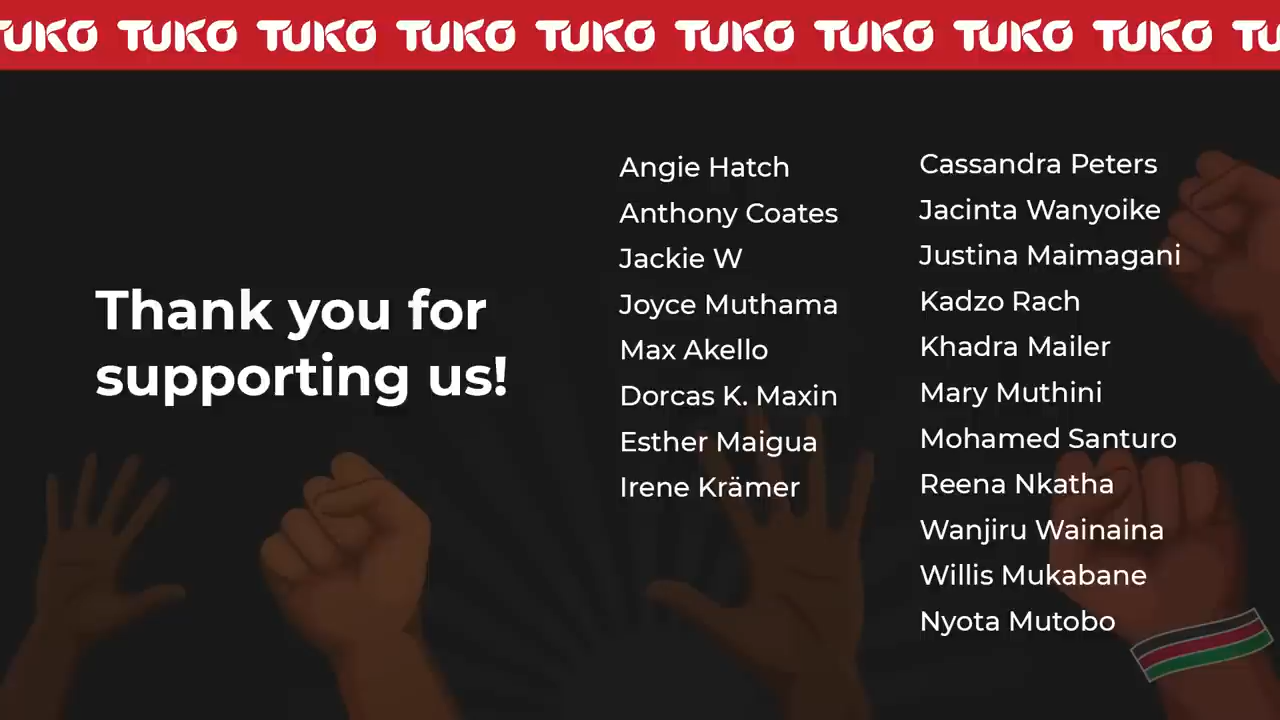 TUKO TUKO TUKO TUKO TUKO TUKO TUKO TUKO TUKO TU
Thank you for
supporting us!
Angie Hatch
Anthony Coates
Jackie W
Joyce Muthama
Max Akello
Dorcas K. Maxin
Esther Maigua
Irene Krämer
Cassandra Peters
Jacinta Wanyoike
Justina Maimagani
Kadzo Rach
Khadra Mailer
Mary Muthini
Mohamed Santuro
Reena Nkatha
Wanjiru Wainaina
Willis Mukabane
Nyota Mutobo